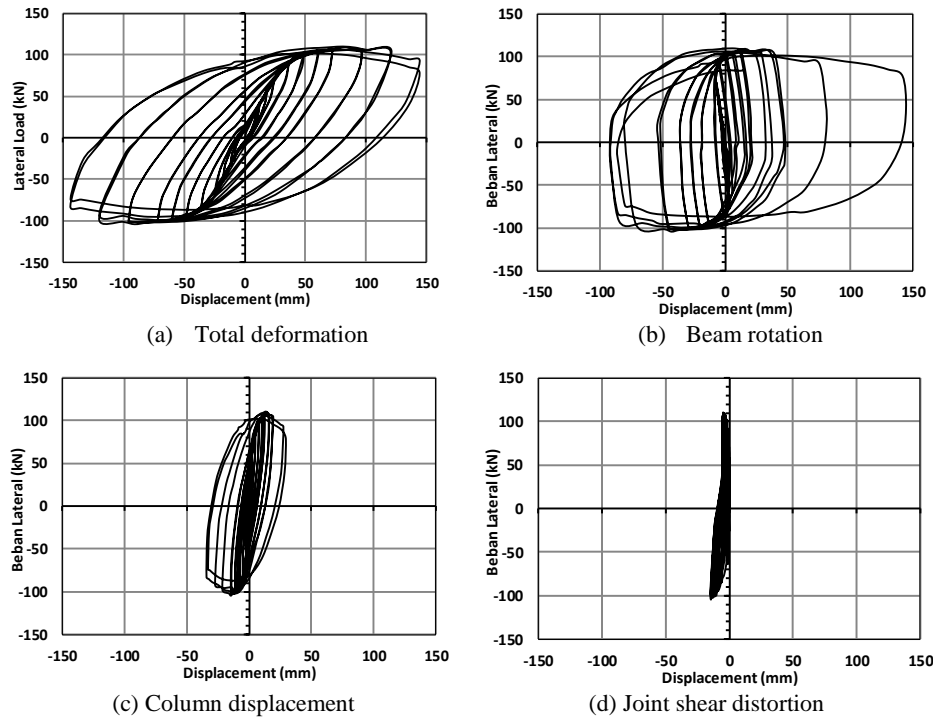 150
100
50
0
-50
-100
-150
Lateral Load (kN)
-150 -100 -50 0 50 100 150
Displacement (mm)
(a) Total deformation
150
100
50
0
-50
-100
-150
Beban Lateral (kN)
-150 -100 -50 0 50 100 150
Displacement (mm)
(b) Beam rotation
150
100
50
0
-50
-100
-150
Beban Lateral (kN)
-150 -100 -50 0 50 100 150
Displacement (mm)
(c) Column displacement
150
100
50
0
-50
-100
-150
Beban Lateral (kN)
-150 -100 -50 0 50 100 150
Displacement (mm)
(d) Joint shear distortion